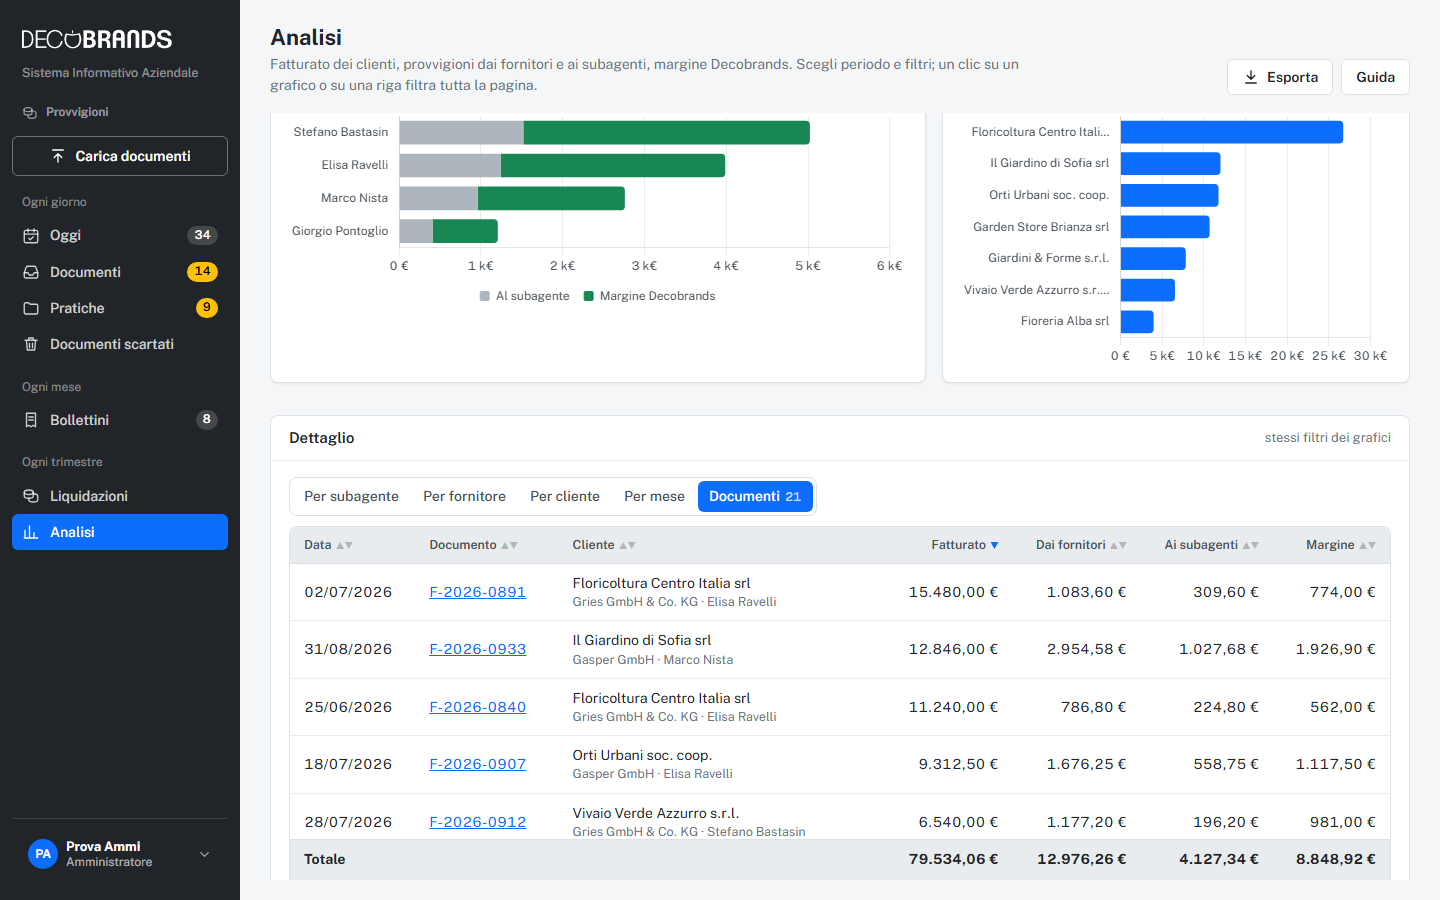 DECOBRANDS
Sistema Informativo Aziendale
Provvigioni
Carica documenti
Ogni giorno
Oggi 34
Documenti 14
Pratiche 9
Documenti scartati
Ogni mese
Bollettini 8
Ogni trimestre
Liquidazioni
Analisi
PA
Prova Ammi
Amministratore
Analisi
Fatturato dei clienti, provvigioni dai fornitori e ai subagenti, margine Decobrands. Scegli periodo e filtri; un clic su un
grafico o su una riga filtra tutta la pagina.
Esporta
Guida
Stefano Bastasin
Elisa Ravelli
Marco Nista
Giorgio Pontoglio
0 € 1 k€ 2 k€ 3 k€ 4 k€ 5 k€ 6 k€
Al subagente Margine Decobrands
Floricoltura Centro Itali...
Il Giardino di Sofia srl
Orti Urbani soc. coop.
Garden Store Brianza srl
Giardini & Forme s.r.l.
Vivaio Verde Azzurro s.r....
Fioreria Alba srl
0 € 5 k€ 10 k€ 15 k€ 20 k€ 25 k€ 30 k€
Dettaglio
stessi filtri dei grafici
Per subagente Per fornitore Per cliente Per mese Documenti 21
Data Documento Cliente Fatturato Dai fornitori Ai subagenti Margine
02/07/2026 F-2026-0891 Floricoltura Centro Italia srl 15.480,00 € 1.083,60 € 309,60 € 774,00 €
Gries GmbH & Co. KG · Elisa Ravelli
31/08/2026 F-2026-0933 Il Giardino di Sofia srl 12.846,00 € 2.954,58 € 1.027,68 € 1.926,90 €
Gasper GmbH · Marco Nista
25/06/2026 F-2026-0840 Floricoltura Centro Italia srl 11.240,00 € 786,80 € 224,80 € 562,00 €
Gries GmbH & Co. KG · Elisa Ravelli
18/07/2026 F-2026-0907 Orti Urbani soc. coop. 9.312,50 € 1.676,25 € 558,75 € 1.117,50 €
Gasper GmbH · Elisa Ravelli
28/07/2026 F-2026-0912 Vivaio Verde Azzurro s.r.l. 6.540,00 € 1.177,20 € 196,20 € 981,00 €
Gries GmbH & Co. KG · Stefano Bastasin
Totale 79.534,06 € 12.976,26 € 4.127,34 € 8.848,92 €